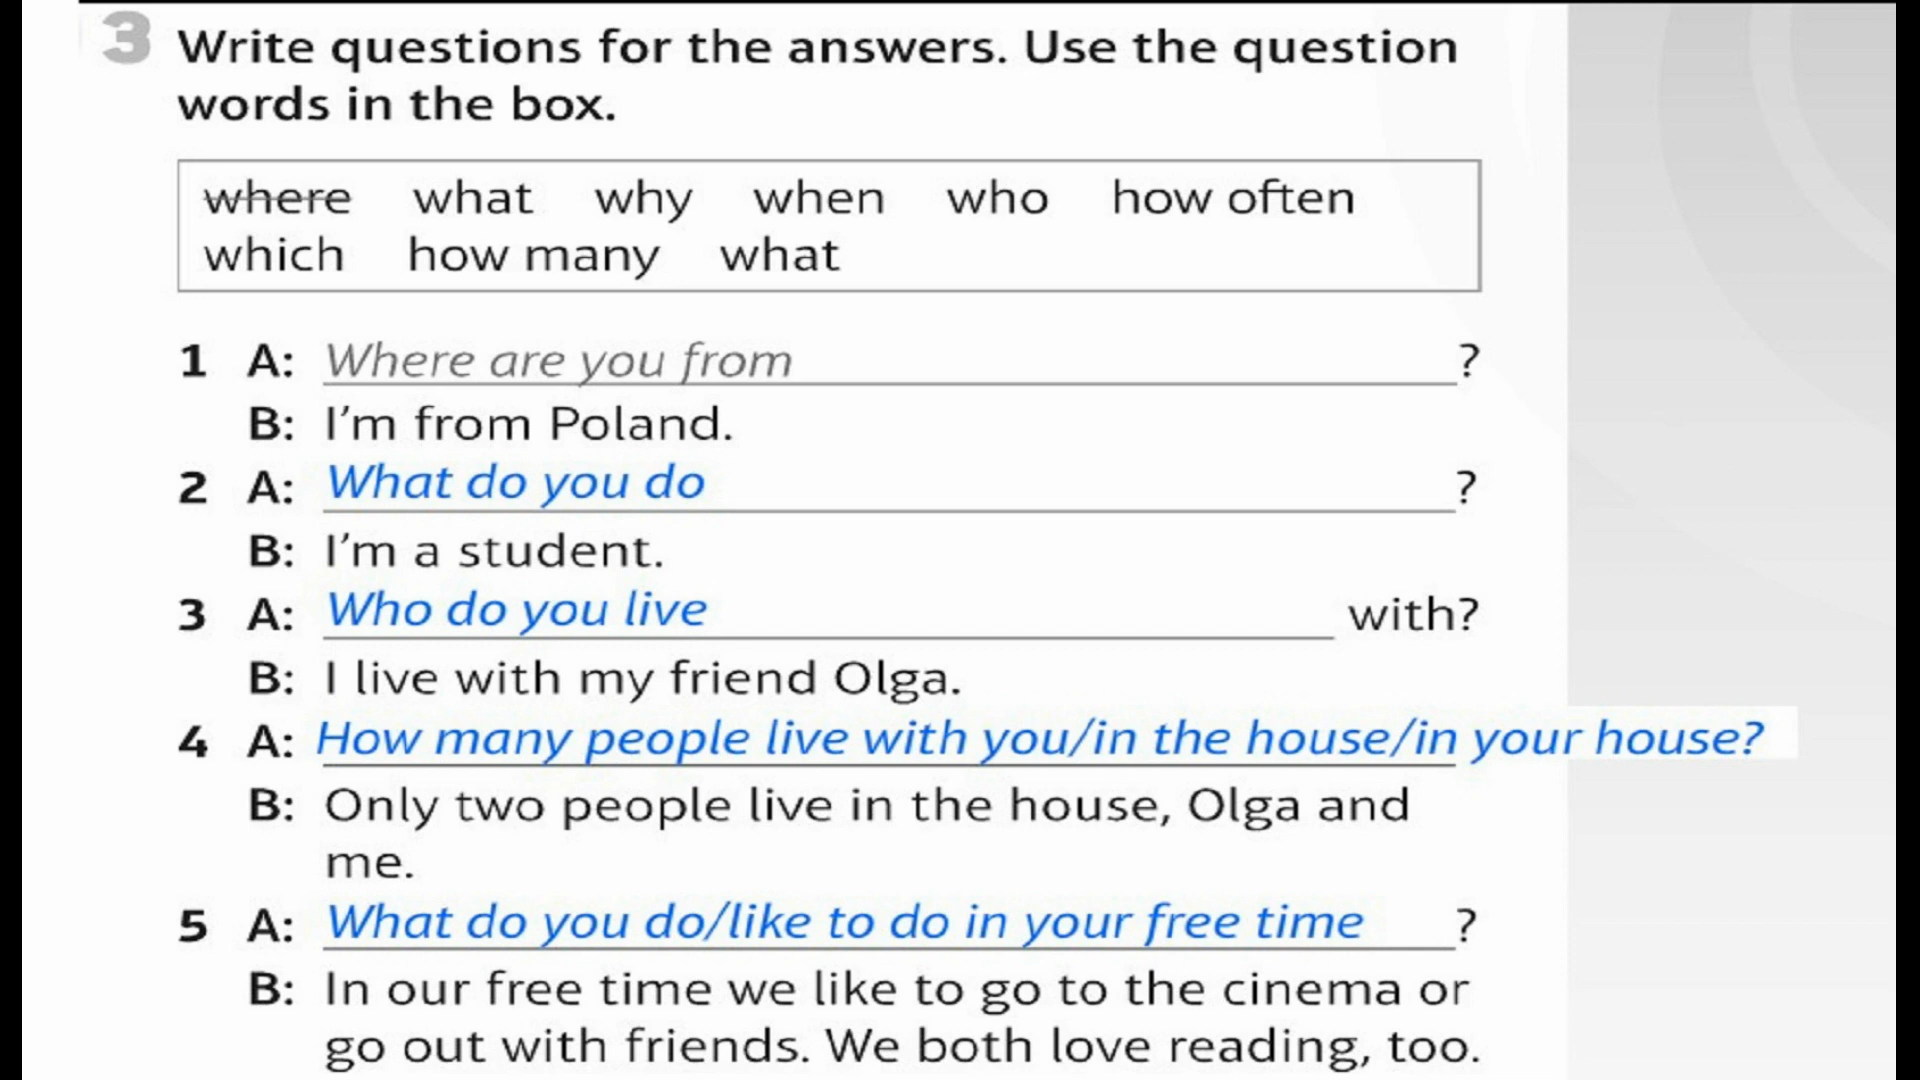 3 Write questions for the answers. Use the question
words in the box.
where what why when who how often
which how many what
1 A: Where are you from ?
B: I'm from Poland.
2 A: What do you do ?
B: I'm a student.
3 A: Who do you live with?
B: I live with my friend Olga.
4 A: How many people live with you/in the house/in your house?
B: Only two people live in the house, Olga and
me.
5 A: What do you do/like to do in your free time ?
B: In our free time we like to go to the cinema or
go out with friends. We both love reading, too.